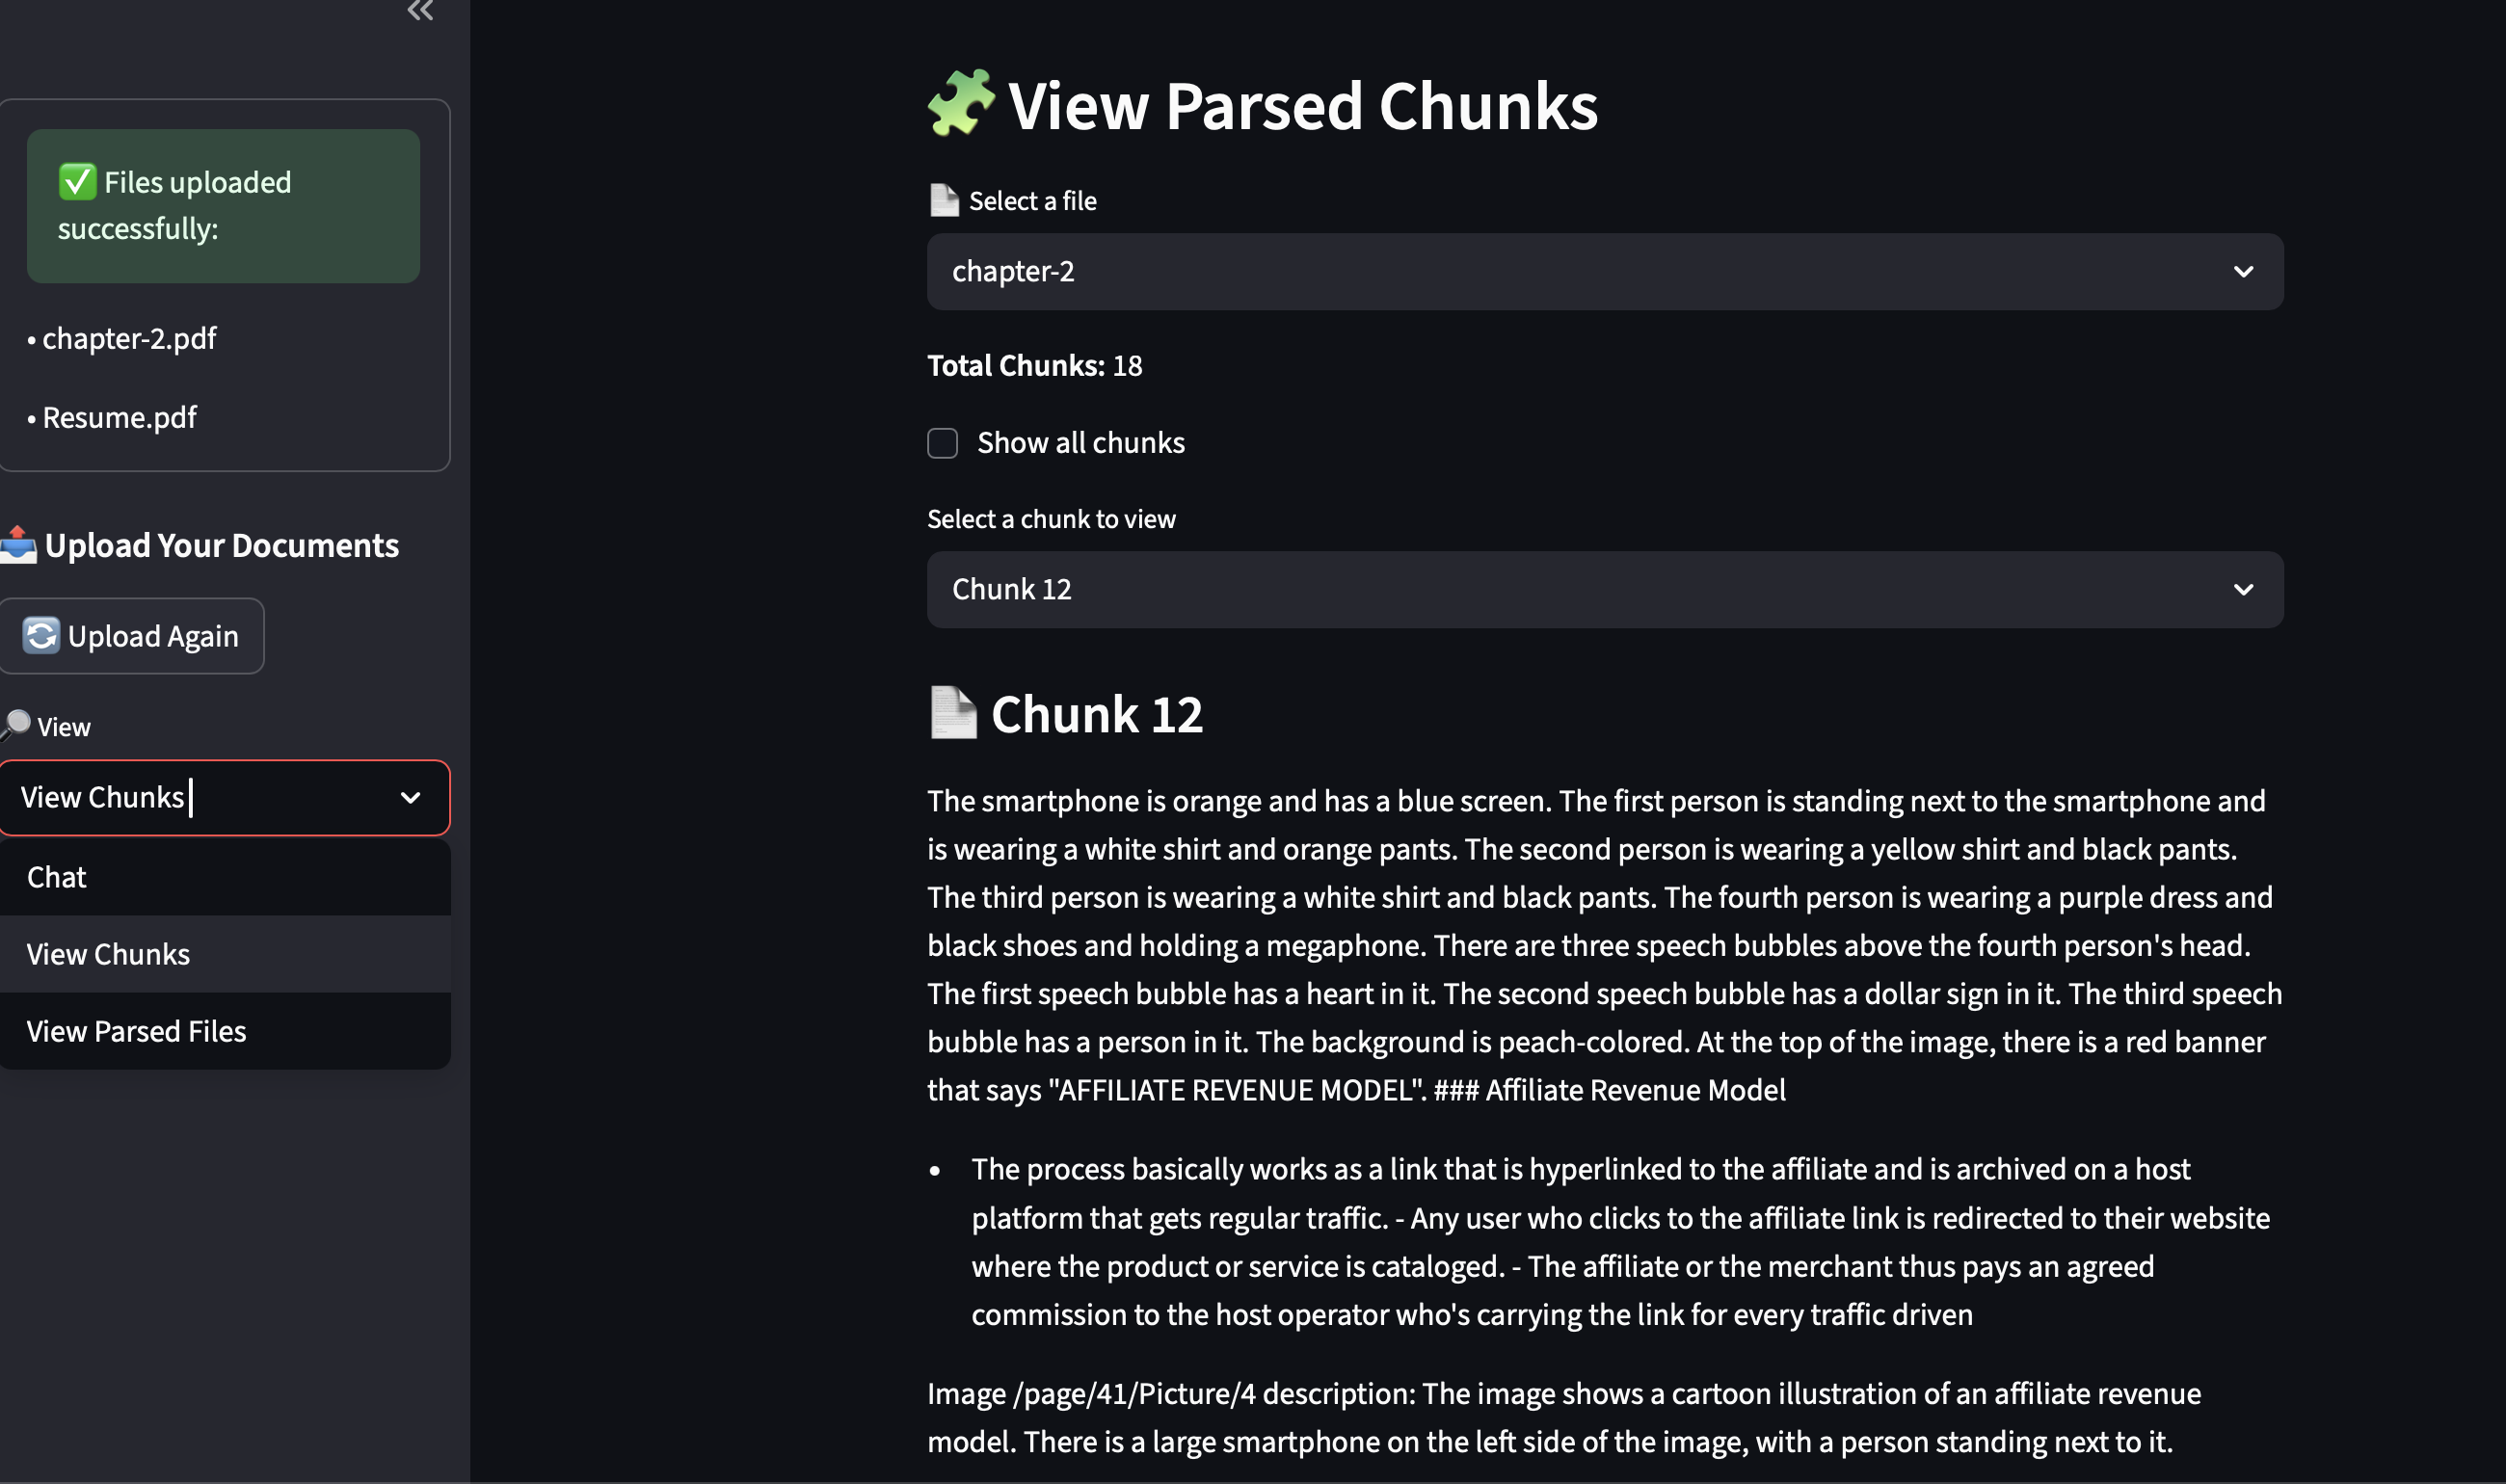 Files uploaded
successfully:
• chapter-2.pdf
• Resume.pdf
Upload Your Documents
Upload Again
View
View Chunks
Chat
View Chunks
View Parsed Files
View Parsed Chunks
Select a file
chapter-2
Total Chunks: 18
Show all chunks
Select a chunk to view
Chunk 12
Chunk 12
The smartphone is orange and has a blue screen. The first person is standing next to the smartphone and
is wearing a white shirt and orange pants. The second person is wearing a yellow shirt and black pants.
The third person is wearing a white shirt and black pants. The fourth person is wearing a purple dress and
black shoes and holding a megaphone. There are three speech bubbles above the fourth person's head.
The first speech bubble has a heart in it. The second speech bubble has a dollar sign in it. The third speech
bubble has a person in it. The background is peach-colored. At the top of the image, there is a red banner
that says "AFFILIATE REVENUE MODEL". ### Affiliate Revenue Model
• The process basically works as a link that is hyperlinked to the affiliate and is archived on a host
platform that gets regular traffic. - Any user who clicks to the affiliate link is redirected to their website
where the product or service is cataloged. - The affiliate or the merchant thus pays an agreed
commission to the host operator who's carrying the link for every traffic driven
Image /page/41/Picture/4 description: The image shows a cartoon illustration of an affiliate revenue
model. There is a large smartphone on the left side of the image, with a person standing next to it.